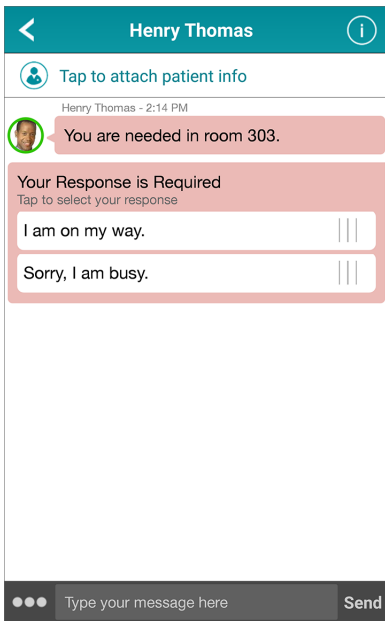 Henry Thomas
i
Tap to attach patient info
Henry Thomas - 2:14 PM
You are needed in room 303.
Your Response is Required
Tap to select your response
I am on my way.
Sorry, I am busy.
Type your message here
Send